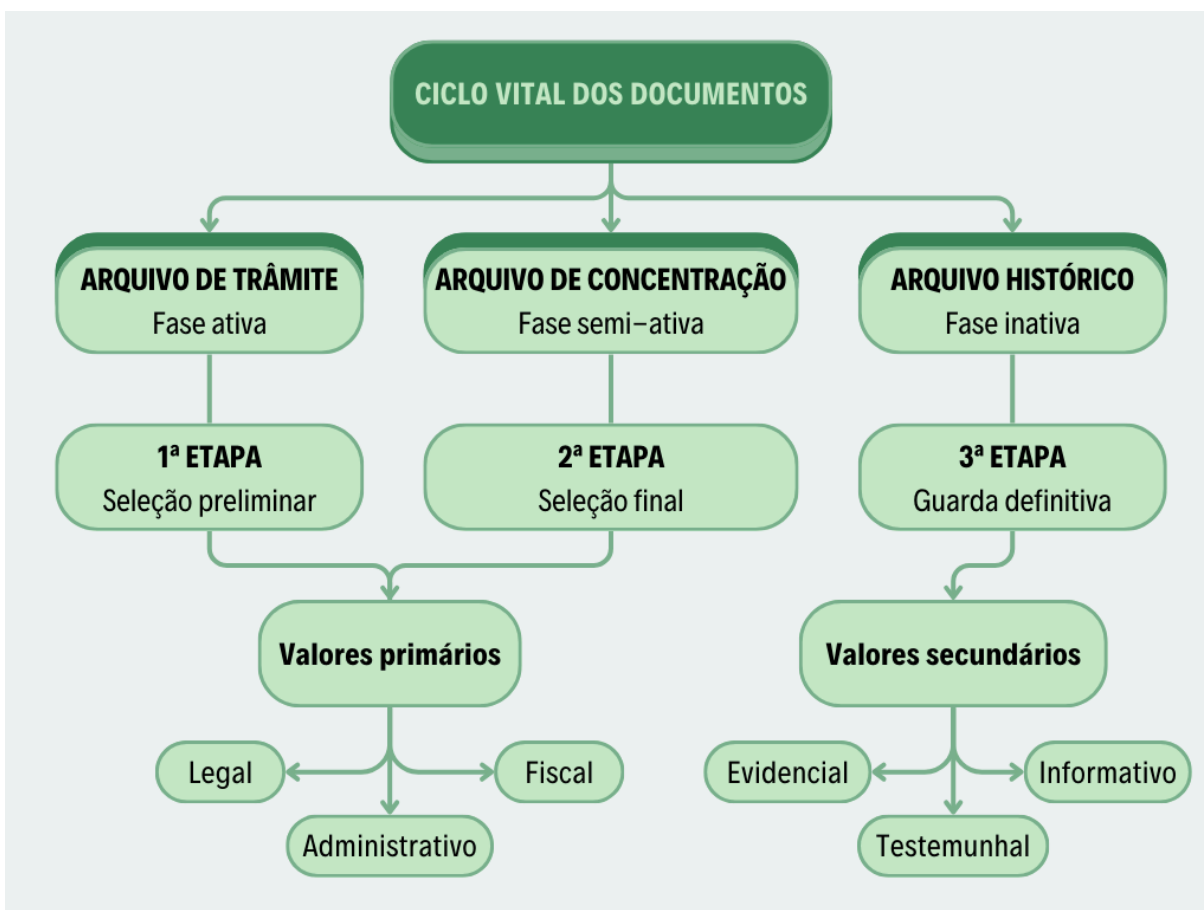 CICLO VITAL DOS DOCUMENTOS
ARQUIVO DE TRÂMITE
Fase ativa
ARQUIVO DE CONCENTRAÇÃO
Fase semi-ativa
ARQUIVO HISTÓRICO
Fase inativa
1ª ETAPA
Seleção preliminar
2ª ETAPA
Seleção final
3ª ETAPA
Guarda definitiva
Valores primários
Valores secundários
Legal
Fiscal
Administrativo
Evidencial
Informativo
Testemunhal